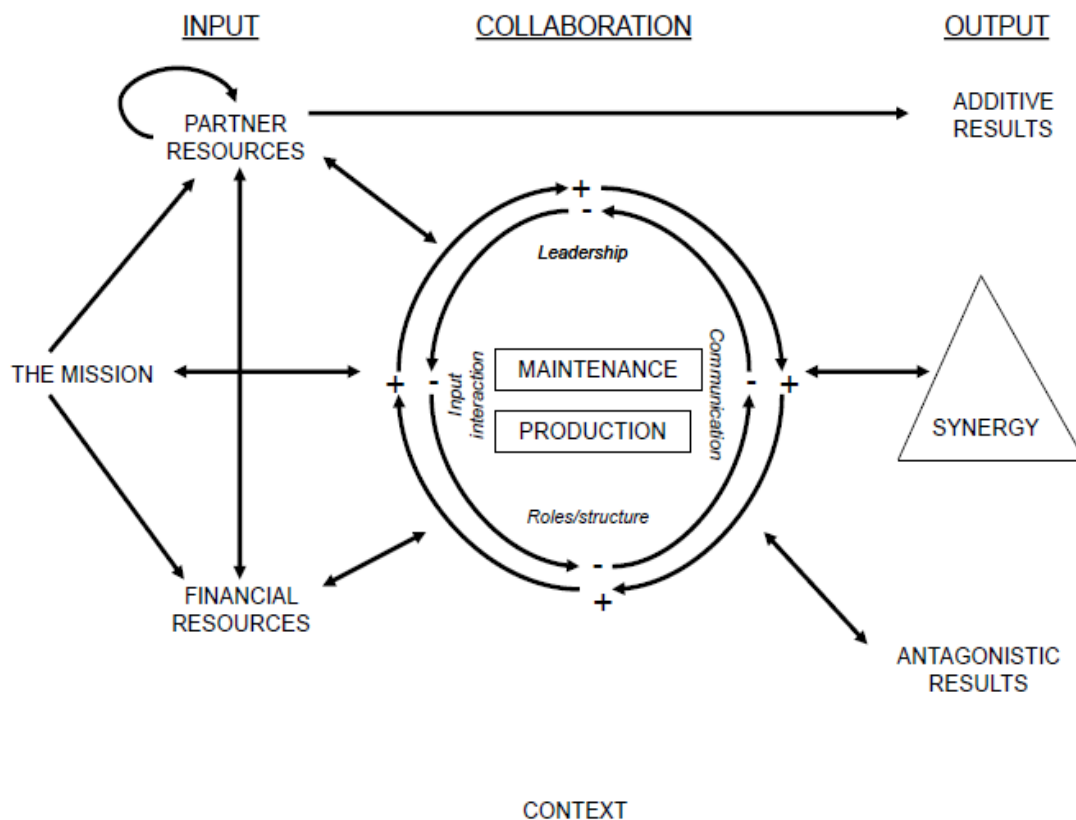 INPUT
COLLABORATION
OUTPUT
PARTNER
RESOURCES
ADDITIVE
RESULTS
+
-
Leadership
THE MISSION
+
-
Input
interaction
MAINTENANCE
PRODUCTION
Communication
-
+
SYNERGY
Roles/structure
-
+
FINANCIAL
RESOURCES
ANTAGONISTIC
RESULTS
CONTEXT